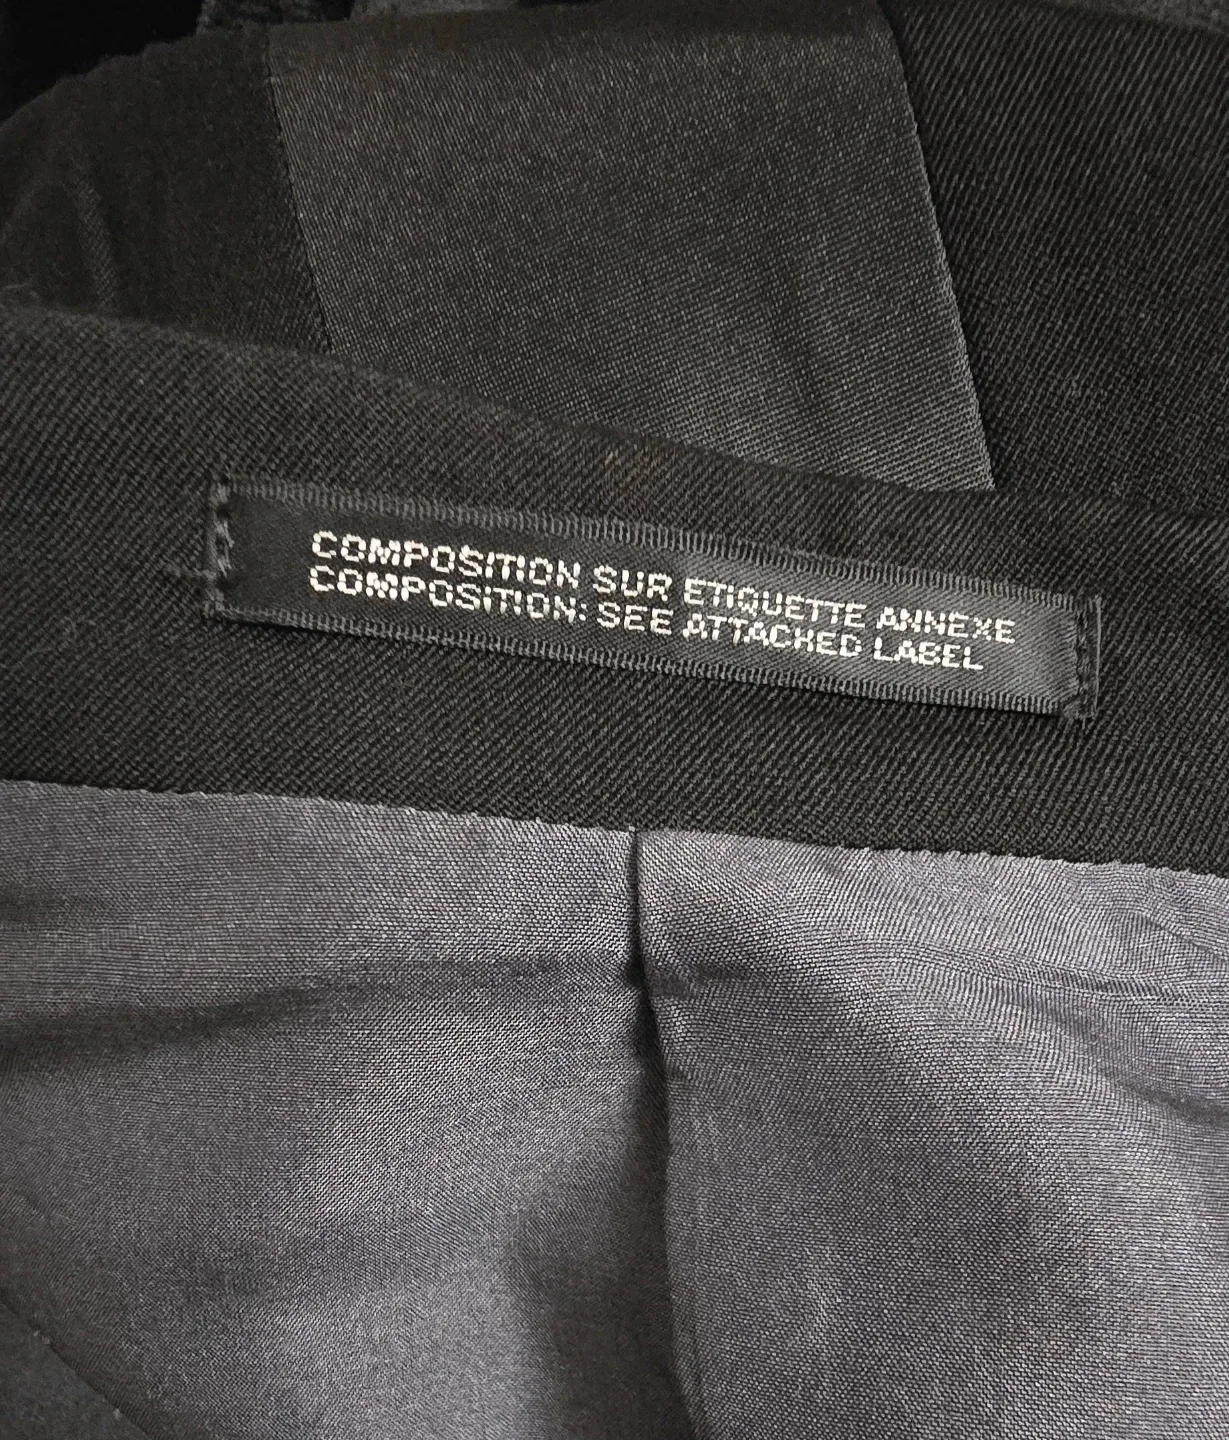 COMPOSITION SUR ETIQUETTE ANNEXE
COMPOSITION: SEE ATTACHED LABEL